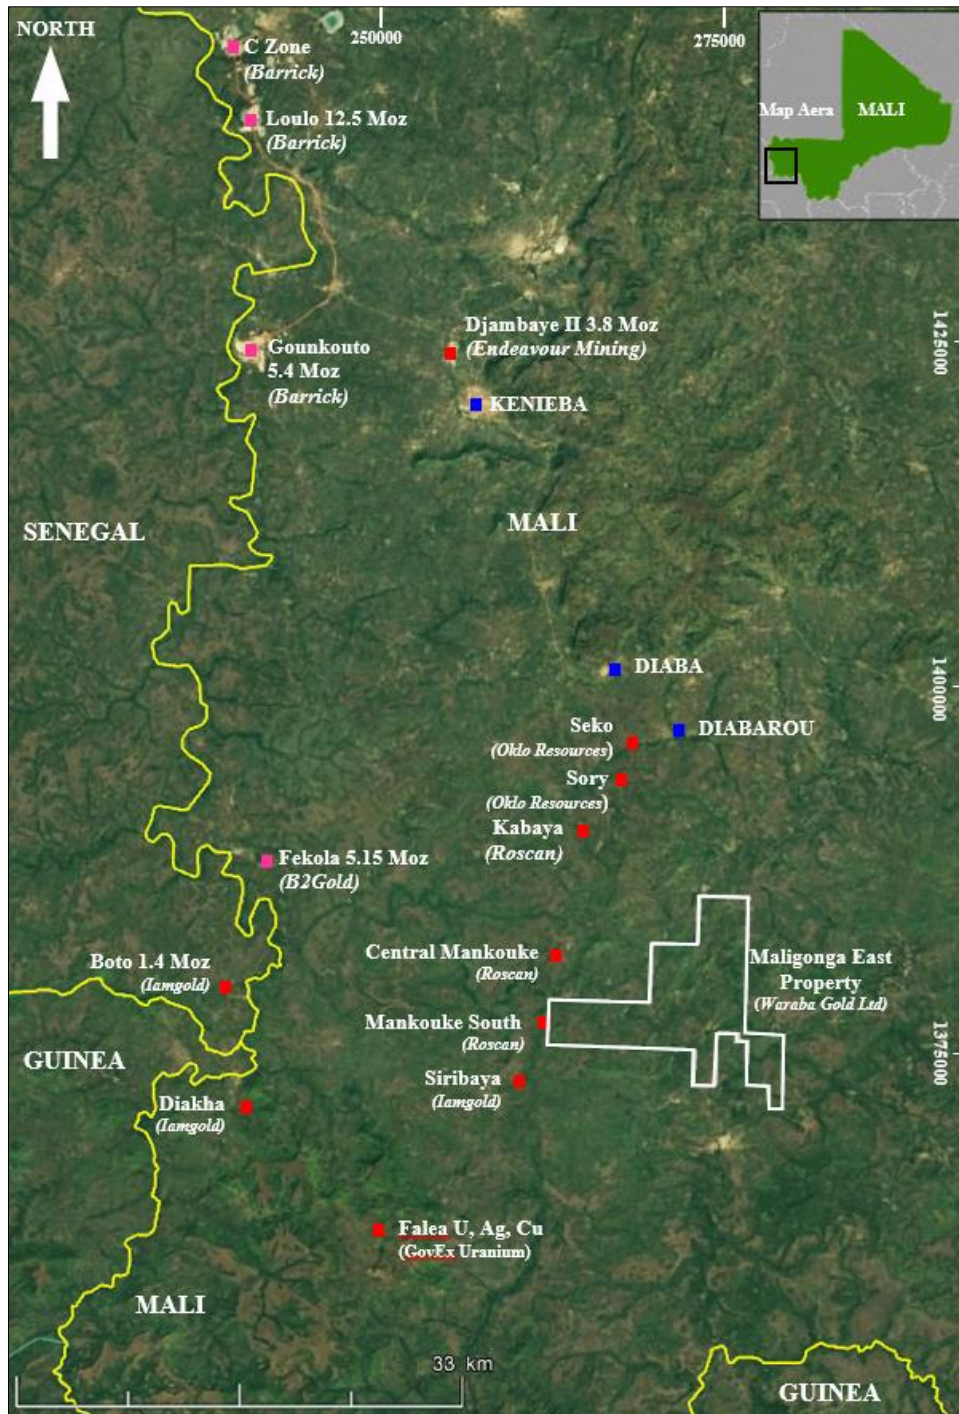 NORTH
250000
275000
C Zone
(Barrick)
Loulo 12.5 Moz
(Barrick)
Map Aera
MALI
Gounkouto
5.4 Moz
(Barrick)
Djambaye II 3.8 Moz
(Endeavour Mining)
1425000
KENIEBA
SENEGAL
MALI
DIABA
1400000
Seko
(Oklo Resources)
DIABAROU
Sory
(Oklo Resources)
Kabaya
(Roscan)
Fekola 5.15 Moz
(B2Gold)
Central Mankouke
(Roscan)
Maligonga East
Property
(Waraba Gold Ltd)
Boto 1.4 Moz
(Iamgold)
Mankouke South
(Roscan)
1375000
GUINEA
Siribaya
(Iamgold)
Diakha
(Iamgold)
Falea U, Ag, Cu
(GovEx Uranium)
MALI
33 km
GUINEA